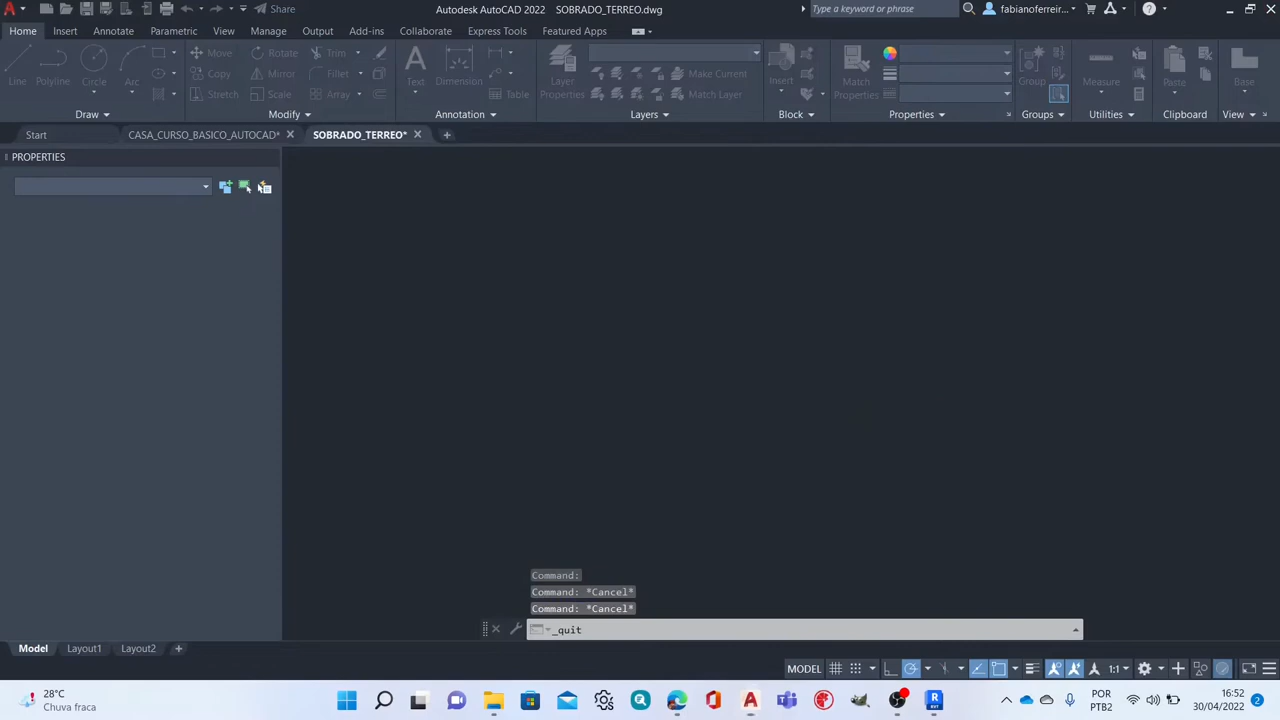 Share
Autodesk AutoCAD 2022 SOBRADO_TERREO.dwg
Type a keyword or phrase
fabianoferreir...
Home Insert Annotate Parametric View Manage Output Add-ins Collaborate Express Tools Featured Apps
Line Polyline Circle Arc
Move Rotate Trim
Copy Mirror Fillet
Stretch Scale Array
Text Dimension Table
Layer Properties
Make Current
Match Layer
Insert
Match Properties
Group
Measure
Paste
Base
Draw Modify Annotation Layers Block Properties Groups Utilities Clipboard View
Start CASA_CURSO_BASICO_AUTOCAD* SOBRADO_TERREO*
PROPERTIES
Command:
Command: *Cancel*
Command: *Cancel*
_quit
Model Layout1 Layout2
MODEL 1:1
28°C
Chuva fraca
POR
PTB2
16:52
30/04/2022
2